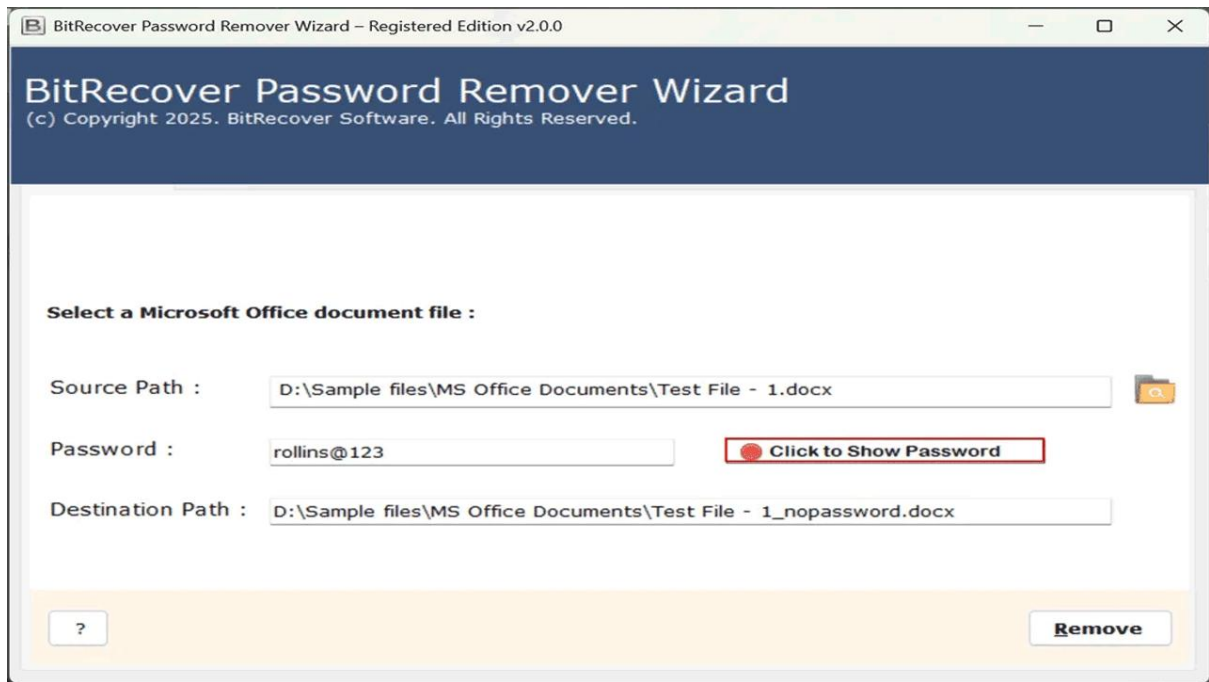 BitRecover Password Remover Wizard – Registered Edition v2.0.0
BitRecover Password Remover Wizard
(c) Copyright 2025. BitRecover Software. All Rights Reserved.
Select a Microsoft Office document file :
Source Path : D:\Sample files\MS Office Documents\Test File - 1.docx
Password : rollins@123 Click to Show Password
Destination Path : D:\Sample files\MS Office Documents\Test File - 1_nopassword.docx
? Remove